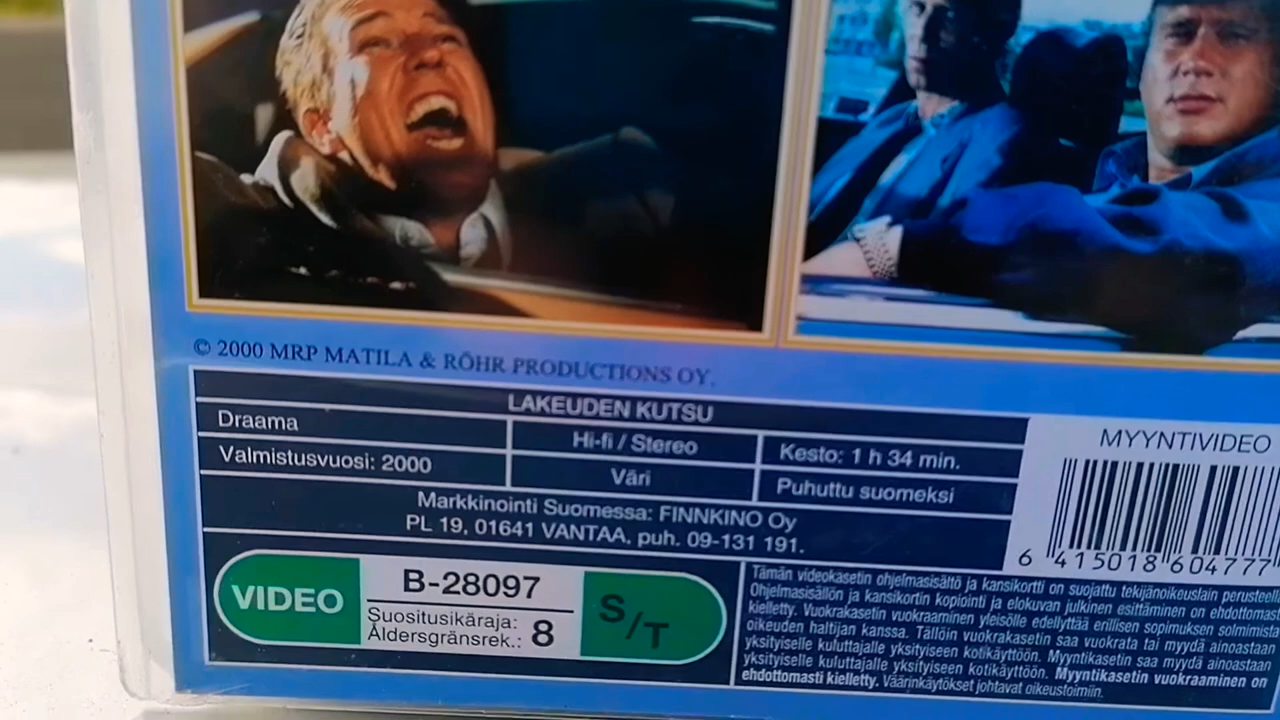 © 2000 MRP MATILA & RÖHR PRODUCTIONS OY.
LAKEUDEN KUTSU
Draama
Hi-fi / Stereo
Kesto: 1 h 34 min.
Valmistusvuosi: 2000
Väri
Puhuttu suomeksi
Markkinointi Suomessa: FINNKINO Oy
PL 19, 01641 VANTAA, puh. 09-131 191.
MYYNTIVIDEO
6 415018 604777
VIDEO
B-28097
Suositusikäraja:
Åldersgränsrek.: 8
S/T
Tämän videokasetin ohjelmasisältö ja kansikortti on suojattu tekijänoikeuslain perusteella
Ohjelmasisällön ja kansikortin kopiointi ja elokuvan julkinen esittäminen on ehdottomast
kielletty. Vuokrakasetin vuokraaminen yleisölle edellyttää erillisen sopimuksen solmimista
oikeuden haltijan kanssa. Tällöin vuokrakasetin saa vuokrata tai myydä ainoastaan
yksityiselle kuluttajalle yksityiseen kotikäyttöön. Myyntikasetin saa myydä ainoastaan
yksityiselle kuluttajalle yksityiseen kotikäyttöön. Myyntikasetin vuokraaminen on
ehdottomasti kielletty. Väärinkäytökset johtavat oikeustoimiin.